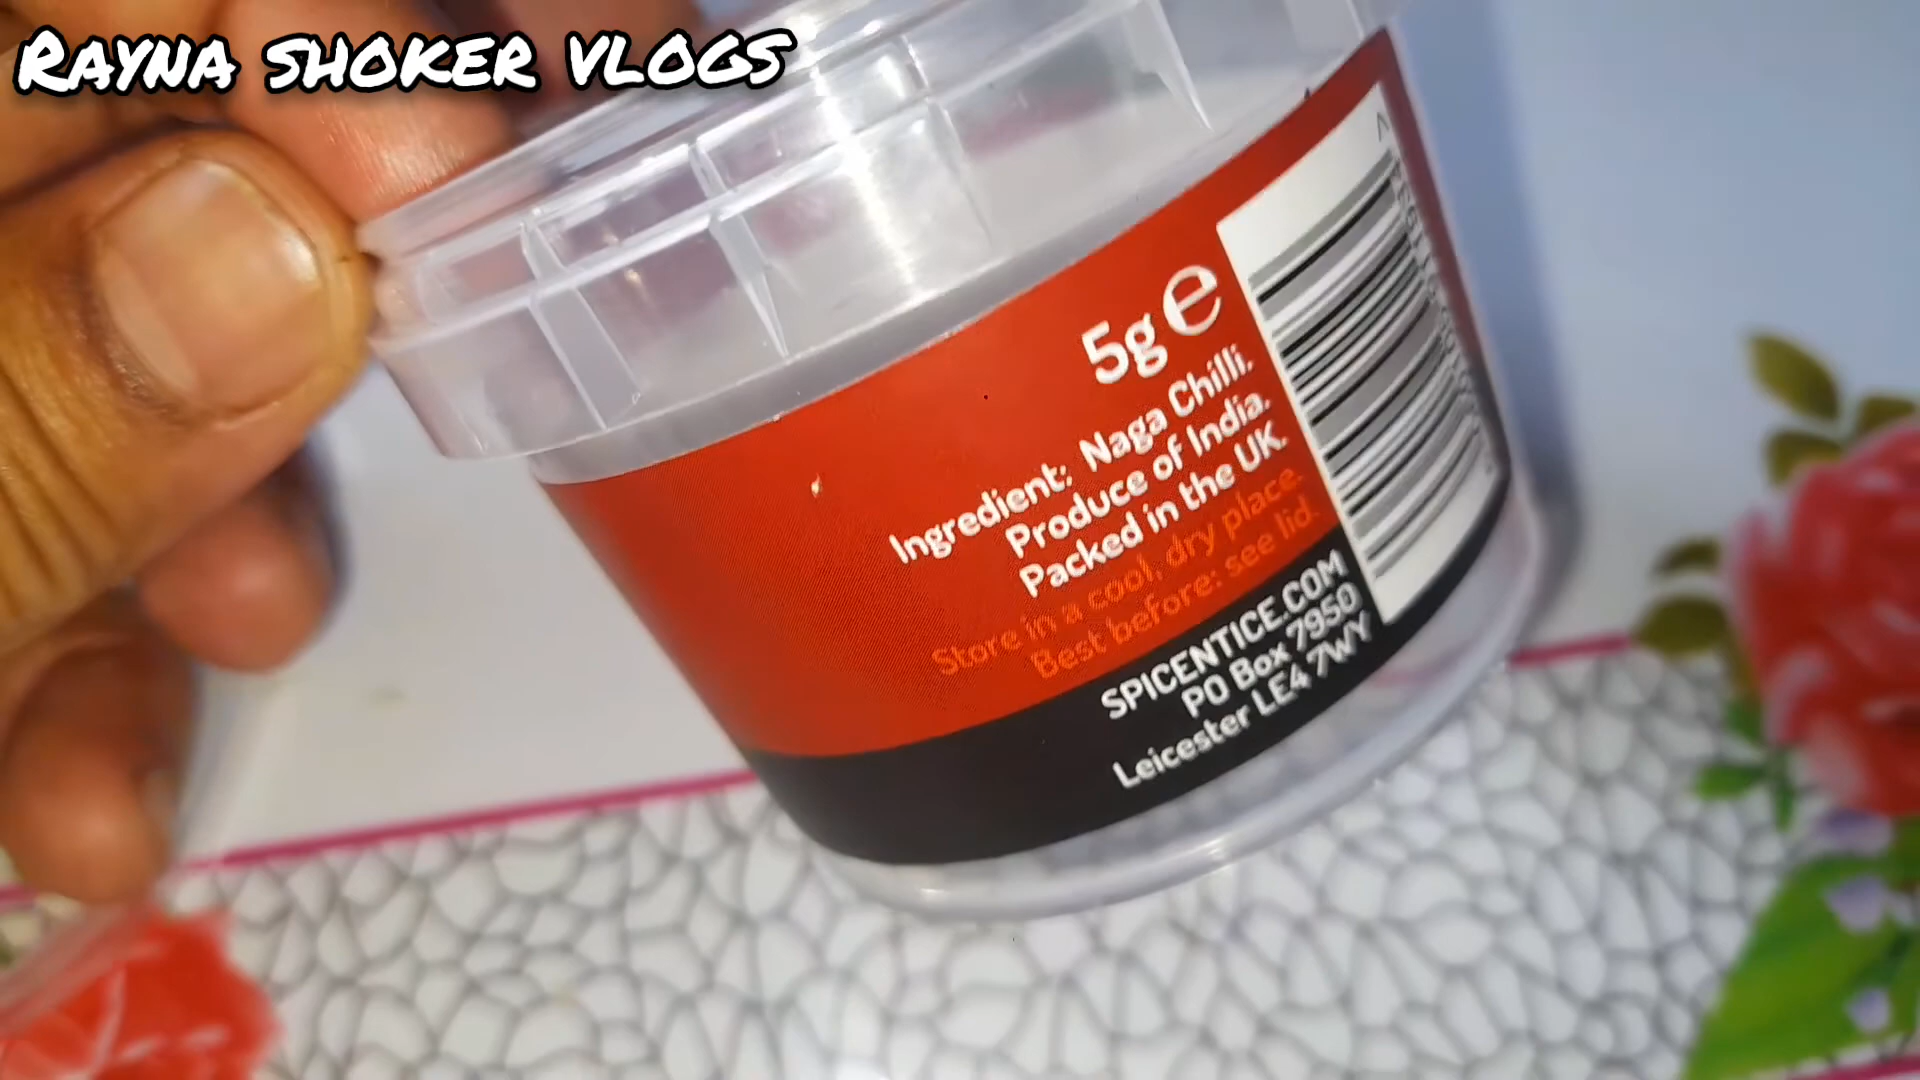 Rayna shoker vlogs
5g e
Ingredient: Naga Chilli.
Produce of India.
Packed in the UK.
Store in a cool, dry place.
Best before: see lid.
SPICENTICE.COM
PO Box 7950
Leicester LE4 7WY